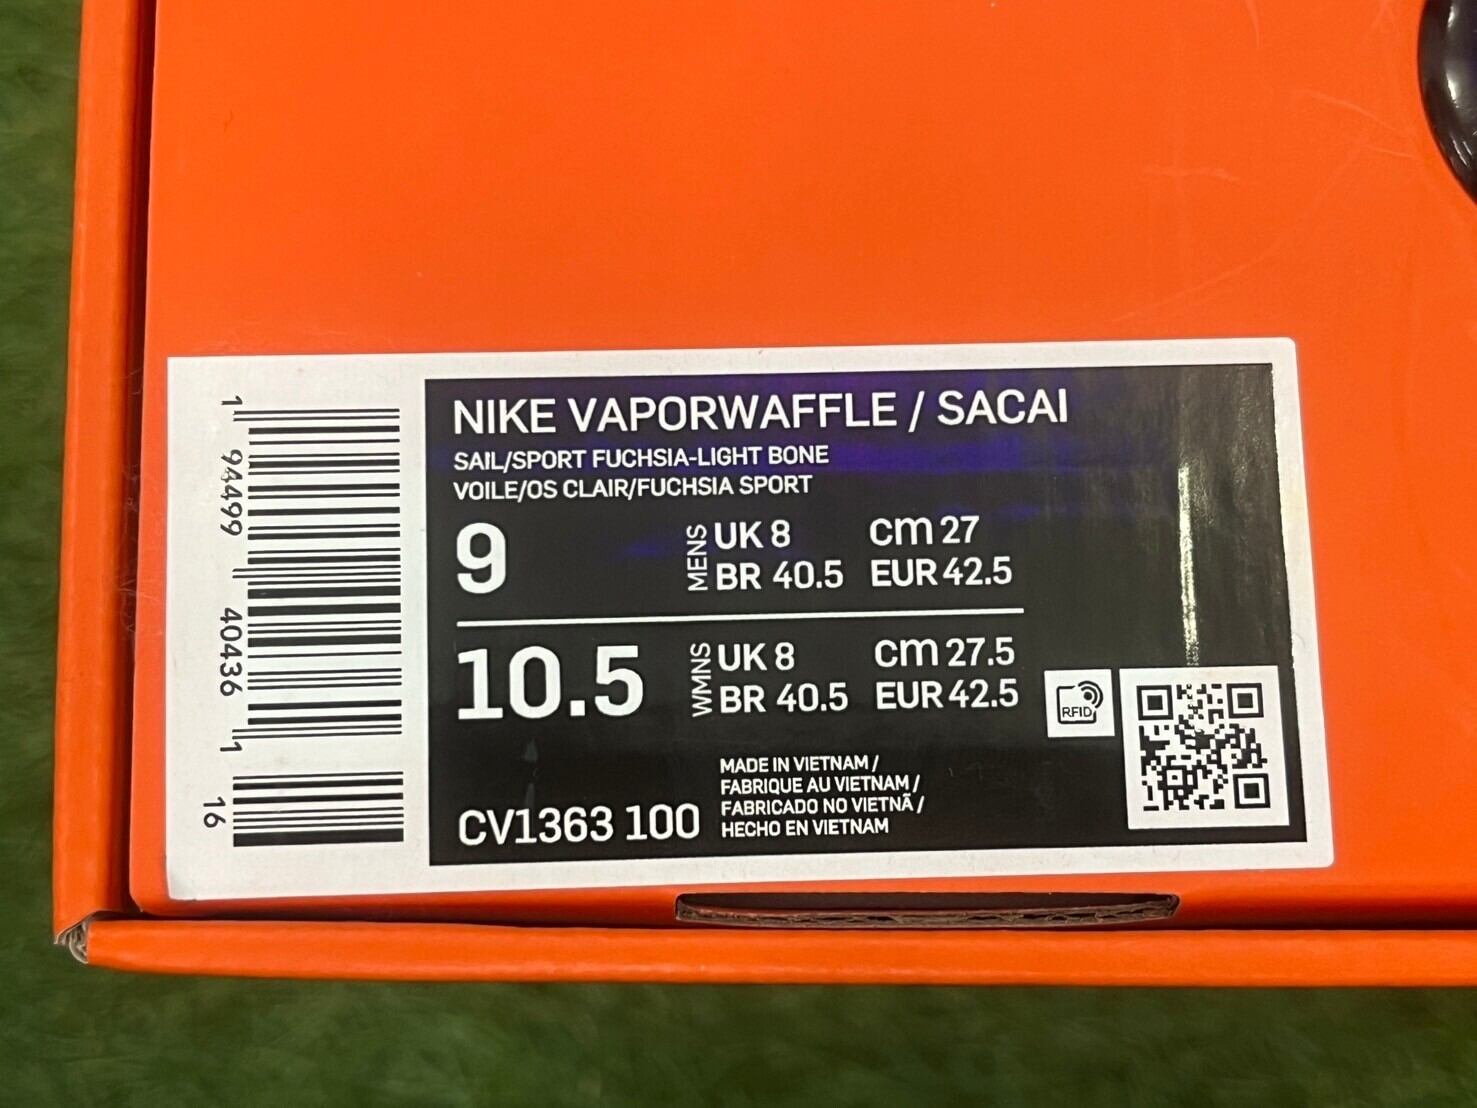 1 94499 40436 1 16
NIKE VAPORWAFFLE / SACAI
SAIL/SPORT FUCHSIA-LIGHT BONE
VOILE/OS CLAIR/FUCHSIA SPORT
9 MENS UK 8 cm 27
BR 40.5 EUR 42.5
10.5 WMNS UK 8 cm 27.5
BR 40.5 EUR 42.5
RFID
MADE IN VIETNAM /
FABRIQUE AU VIETNAM /
FABRICADO NO VIETNÃ /
HECHO EN VIETNAM
CV1363 100